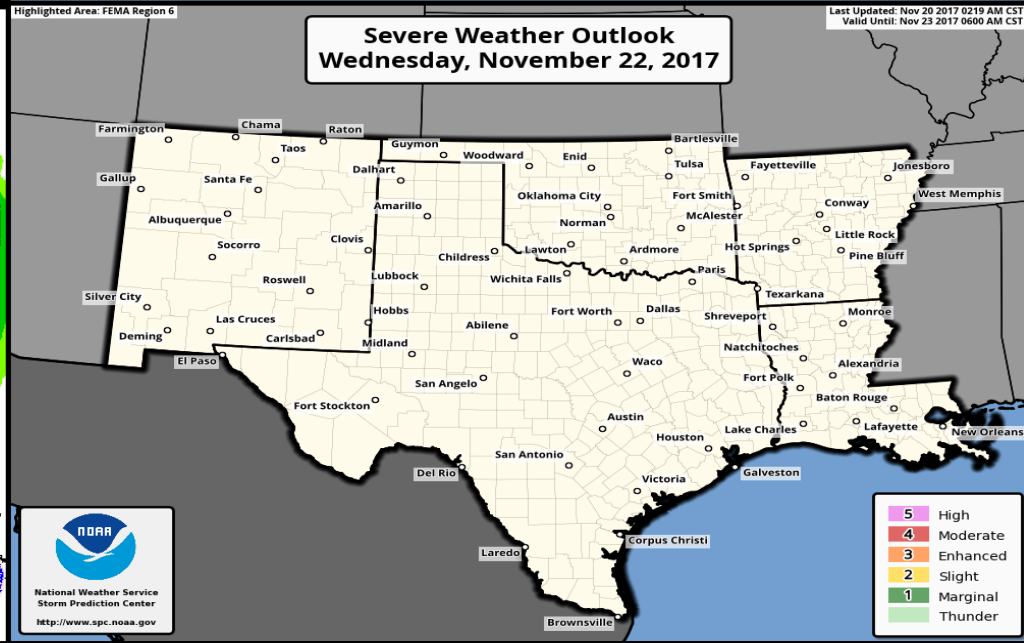 Highlighted Area: FEMA Region 6
Last Updated: Nov 20 2017 0219 AM CST
Valid Until: Nov 23 2017 0600 AM CST
Severe Weather Outlook
Wednesday, November 22, 2017
Farmington
Chama
Raton
Taos
Guymon
Woodward
Enid
Bartlesville
Tulsa
Fayetteville
Jonesboro
Gallup
Santa Fe
Dalhart
Amarillo
Oklahoma City
Fort Smith
West Memphis
Albuquerque
Norman
McAlester
Conway
Socorro
Clovis
Childress
Lawton
Ardmore
Hot Springs
Little Rock
Pine Bluff
Roswell
Lubbock
Wichita Falls
Paris
Texarkana
Silver City
Las Cruces
Hobbs
Abilene
Fort Worth
Dallas
Shreveport
Monroe
Deming
Carlsbad
Midland
Natchitoches
El Paso
San Angelo
Waco
Fort Polk
Alexandria
Fort Stockton
Austin
Baton Rouge
Houston
Lake Charles
Lafayette
New Orleans
Del Rio
San Antonio
Victoria
Galveston
Laredo
Corpus Christi
Brownsville
NOAA
National Weather Service
Storm Prediction Center
http://www.spc.noaa.gov
5 High
4 Moderate
3 Enhanced
2 Slight
1 Marginal
Thunder